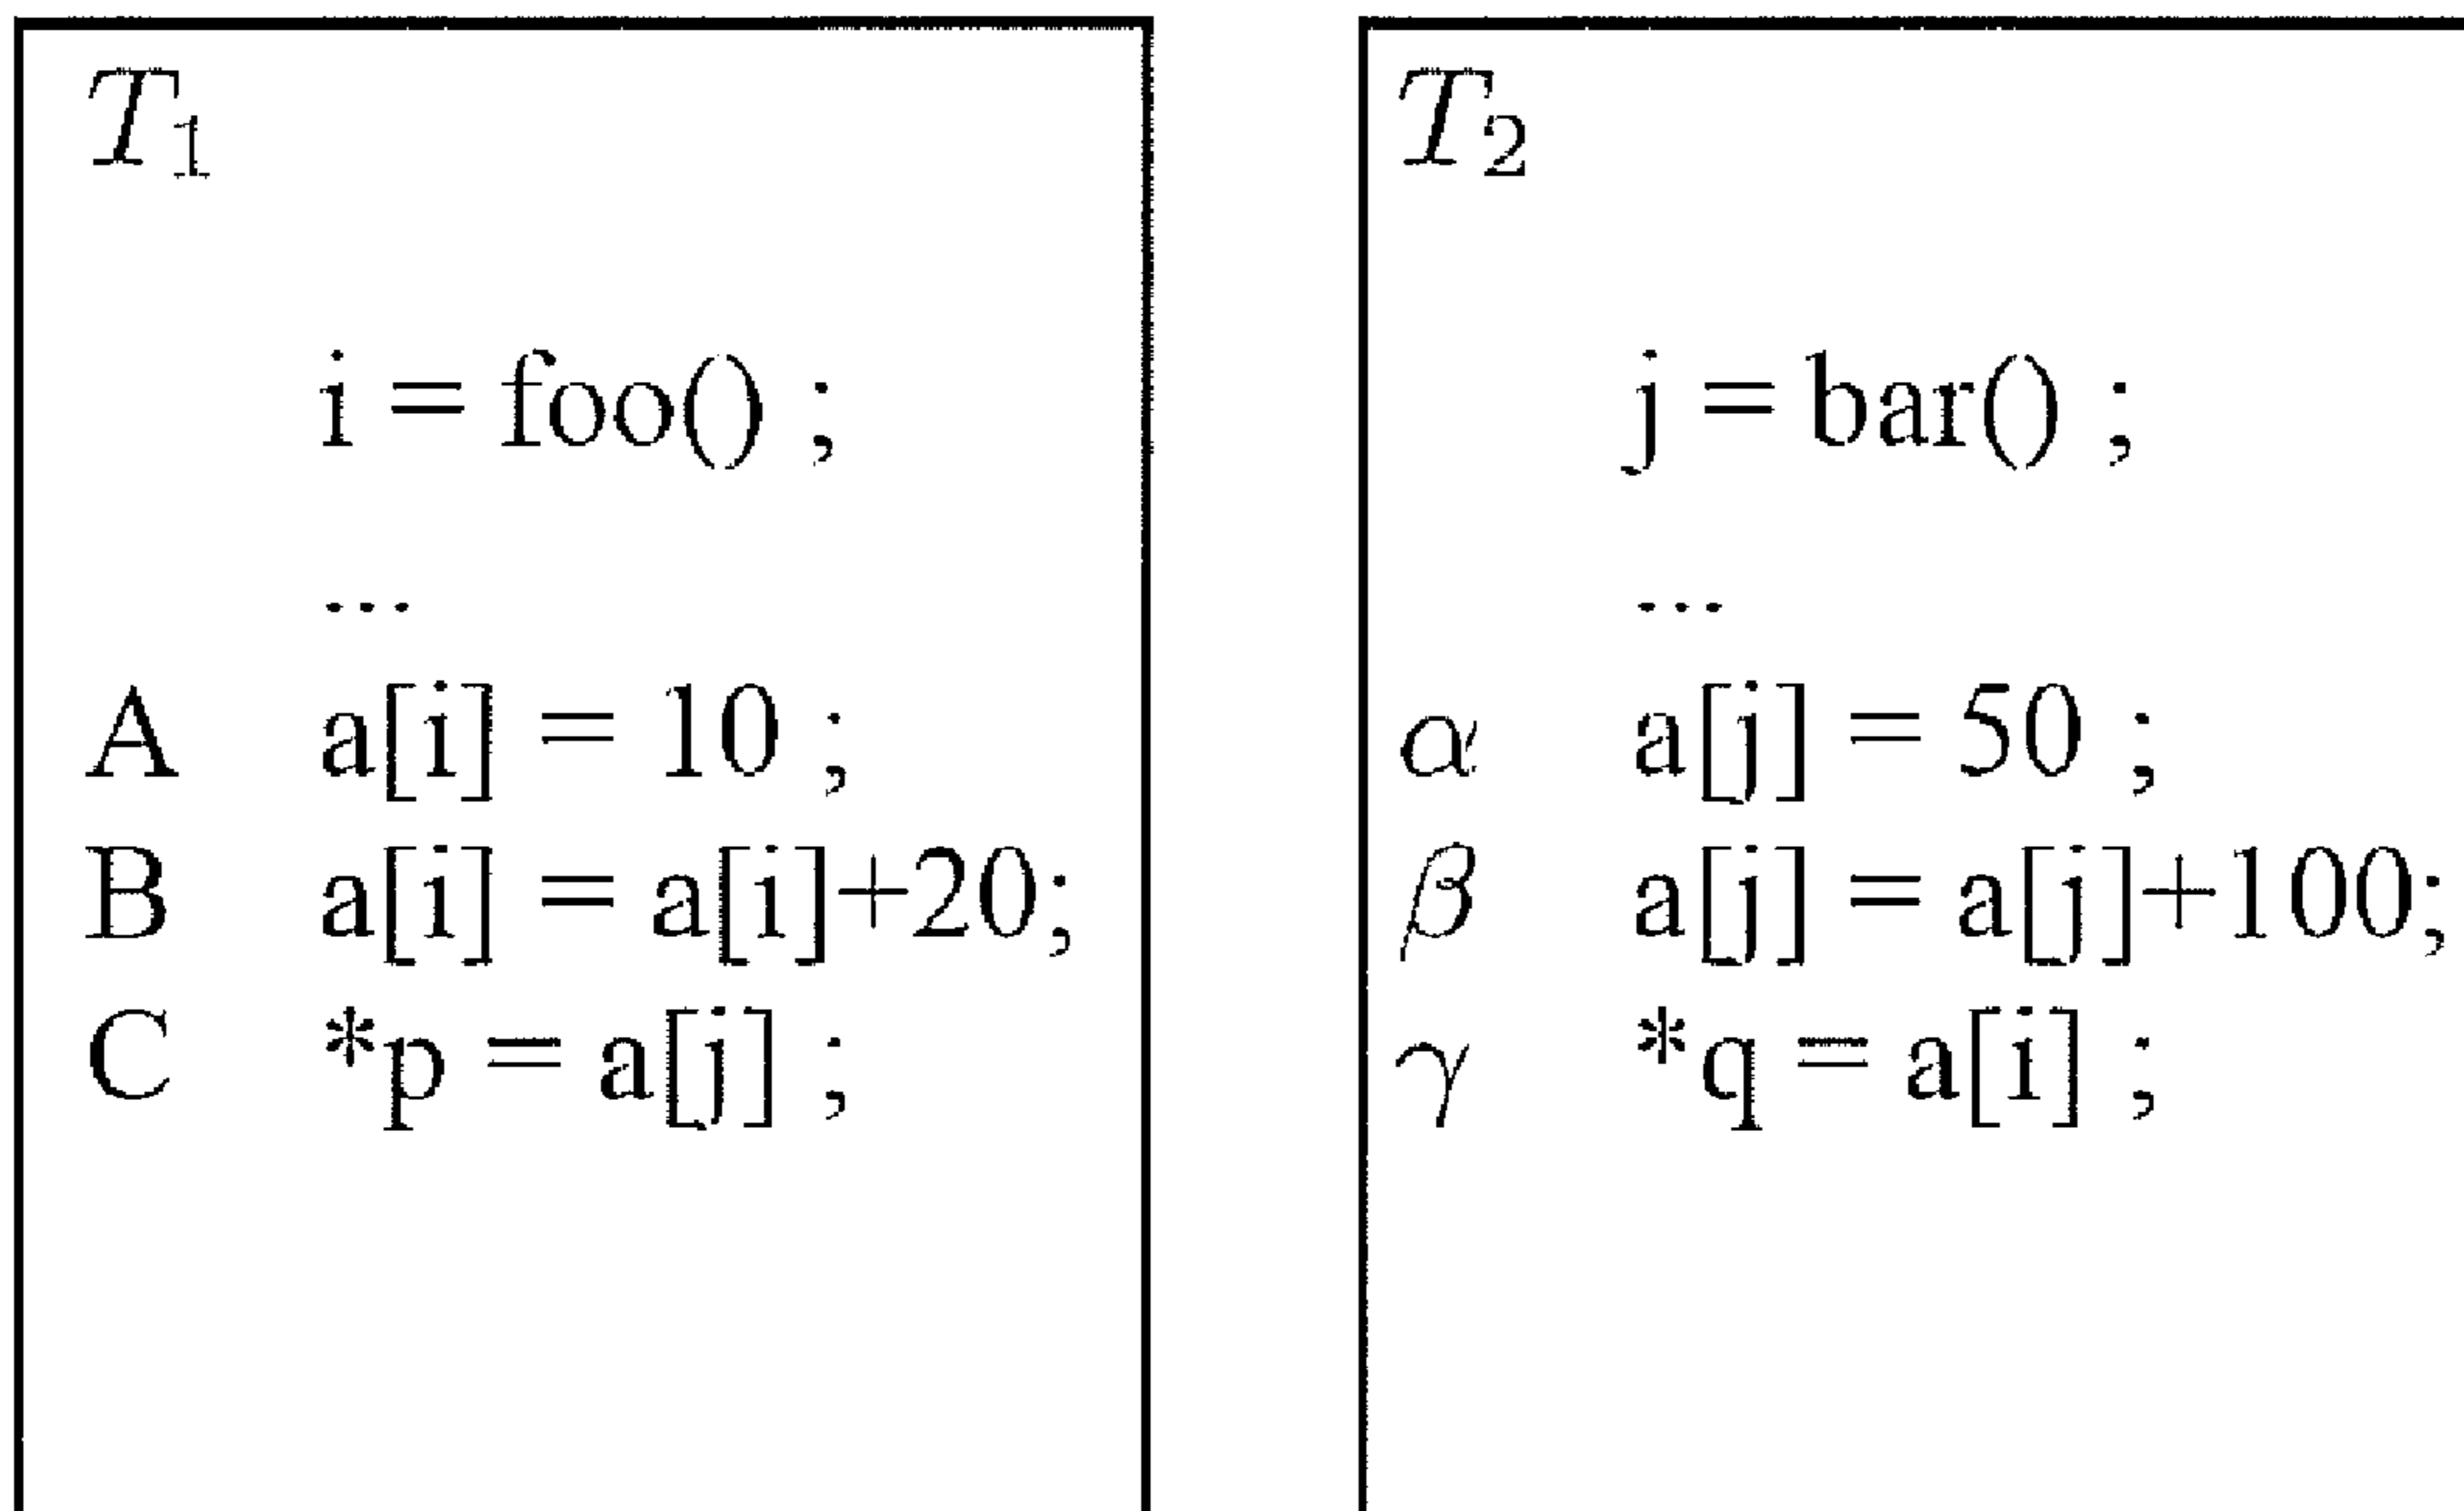 T1
i = foo() ;
...
A a[i] = 10 ;
B a[i] = a[i]+20;
C *p = a[j] ;
T2
j = bar() ;
...
α a[j] = 50 ;
β a[j] = a[j]+100;
γ *q = a[i] ;